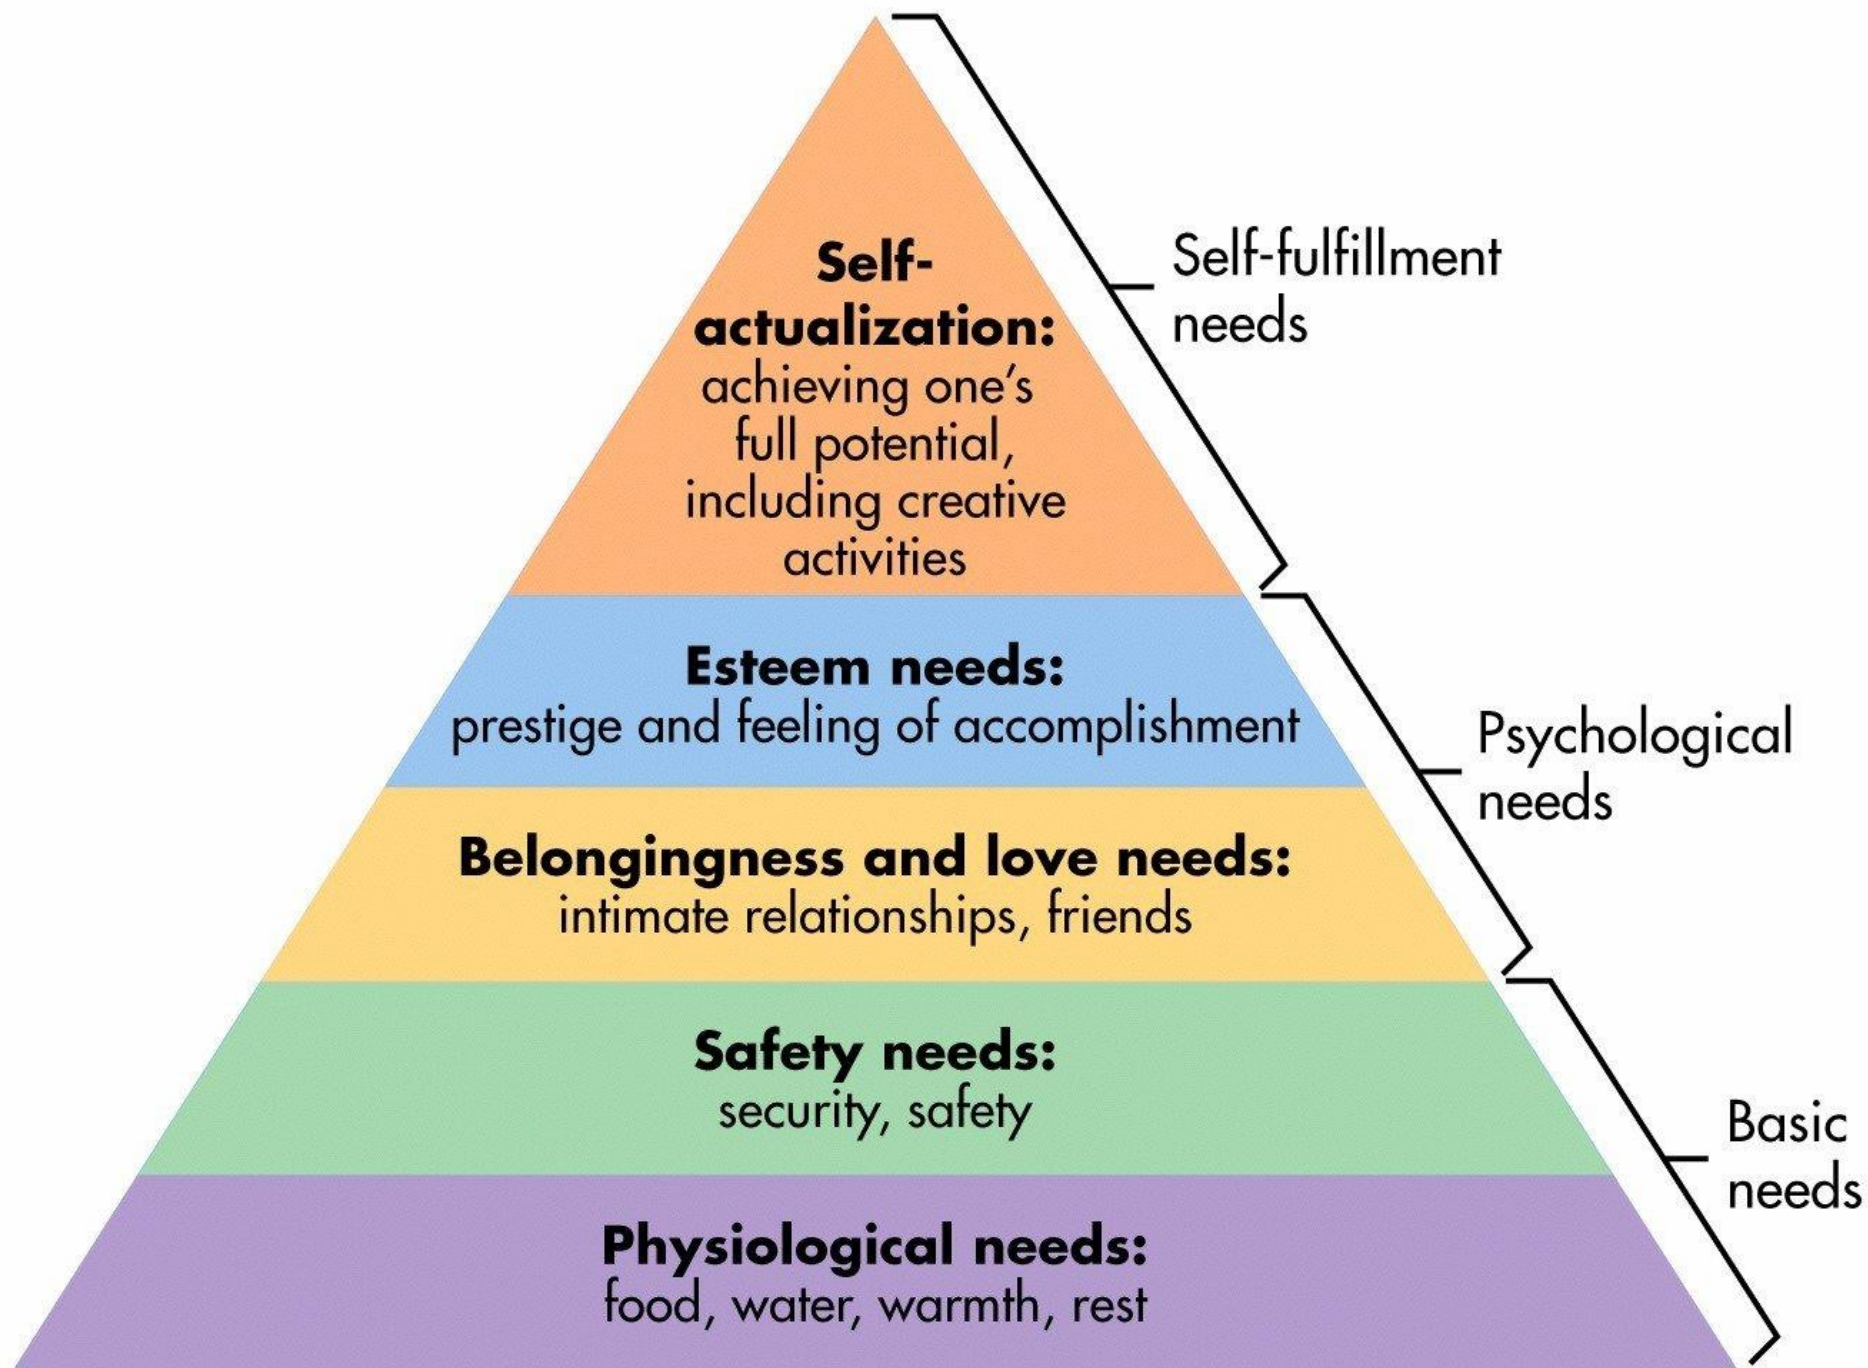 Self-
actualization:
achieving one’s
full potential,
including creative
activities
Self-fulfillment
needs
Esteem needs:
prestige and feeling of accomplishment
Psychological
needs
Belongingness and love needs:
intimate relationships, friends
Safety needs:
security, safety
Basic
needs
Physiological needs:
food, water, warmth, rest